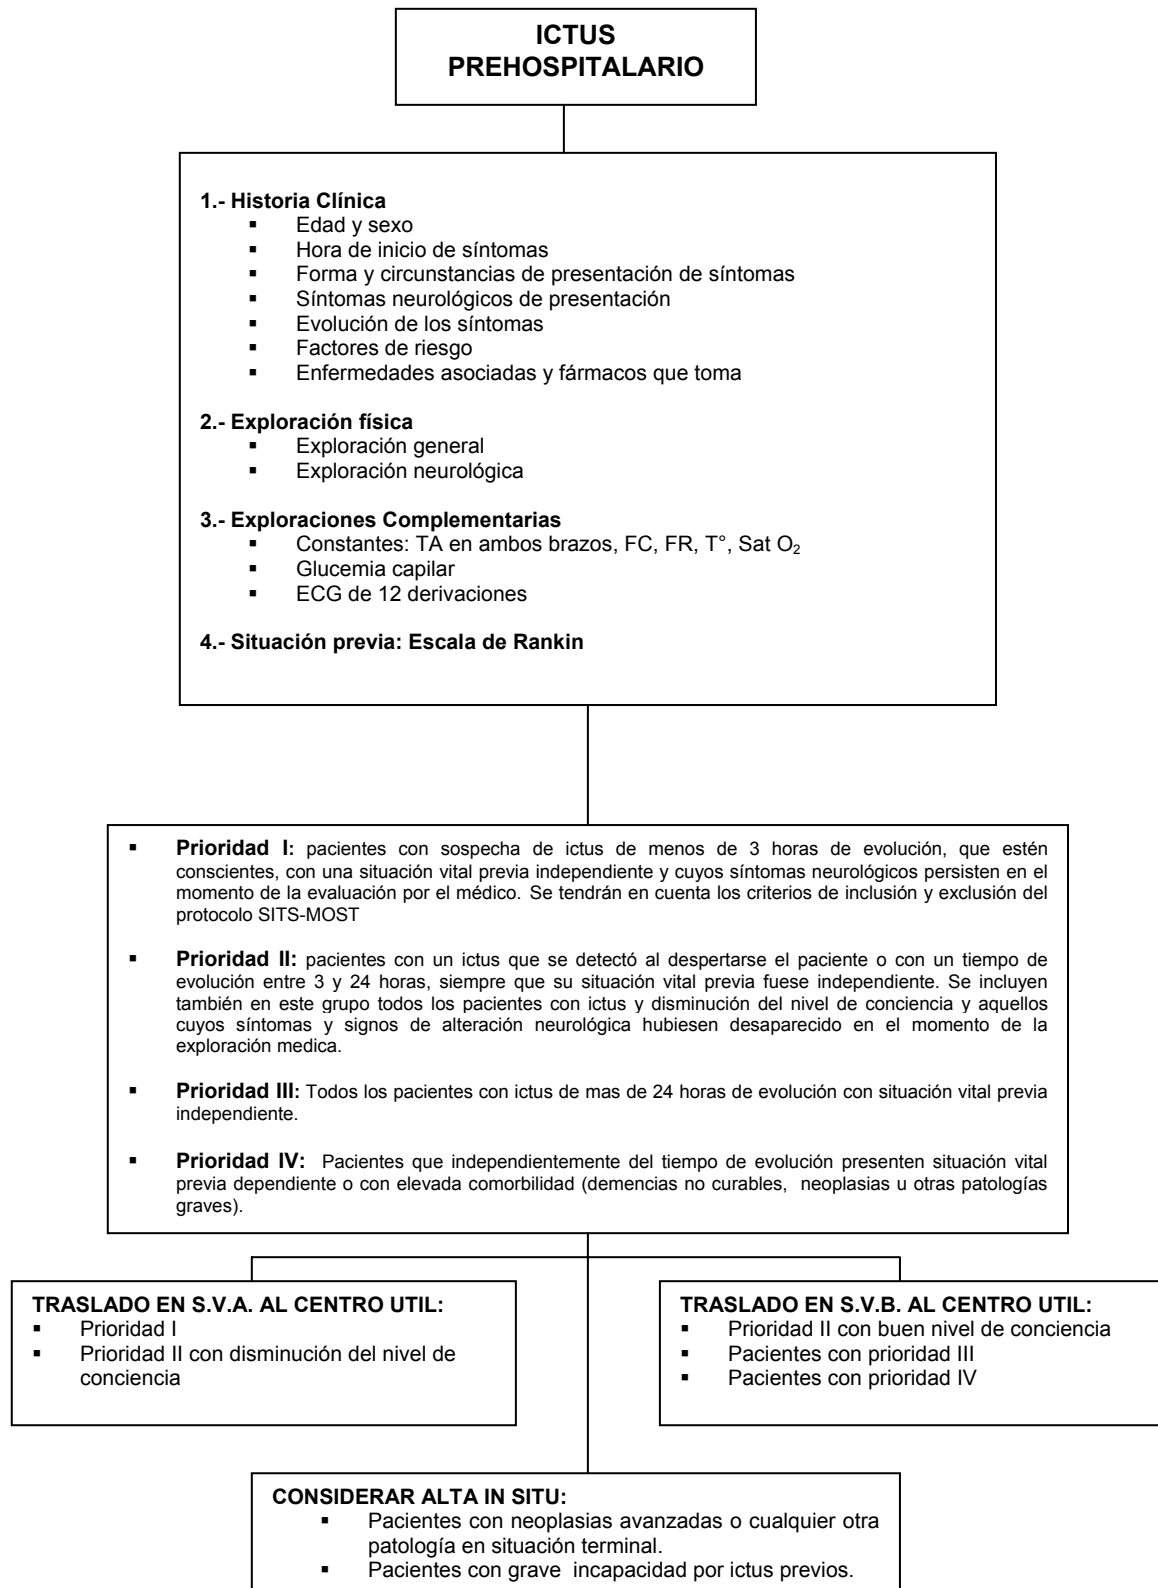 ICTUS
PREHOSPITALARIO
1.- Historia Clínica
▪ Edad y sexo
▪ Hora de inicio de síntomas
▪ Forma y circunstancias de presentación de síntomas
▪ Síntomas neurológicos de presentación
▪ Evolución de los síntomas
▪ Factores de riesgo
▪ Enfermedades asociadas y fármacos que toma
2.- Exploración física
▪ Exploración general
▪ Exploración neurológica
3.- Exploraciones Complementarias
▪ Constantes: TA en ambos brazos, FC, FR, T°, Sat O₂
▪ Glucemia capilar
▪ ECG de 12 derivaciones
4.- Situación previa: Escala de Rankin
▪ Prioridad I: pacientes con sospecha de ictus de menos de 3 horas de evolución, que estén
conscientes, con una situación vital previa independiente y cuyos síntomas neurológicos persisten en el
momento de la evaluación por el médico. Se tendrán en cuenta los criterios de inclusión y exclusión del
protocolo SITS-MOST
▪ Prioridad II: pacientes con un ictus que se detectó al despertarse el paciente o con un tiempo de
evolución entre 3 y 24 horas, siempre que su situación vital previa fuese independiente. Se incluyen
también en este grupo todos los pacientes con ictus y disminución del nivel de conciencia y aquellos
cuyos síntomas y signos de alteración neurológica hubiesen desaparecido en el momento de la
exploración medica.
▪ Prioridad III: Todos los pacientes con ictus de mas de 24 horas de evolución con situación vital previa
independiente.
▪ Prioridad IV: Pacientes que independientemente del tiempo de evolución presenten situación vital
previa dependiente o con elevada comorbilidad (demencias no curables, neoplasias u otras patologías
graves).
TRASLADO EN S.V.A. AL CENTRO UTIL:
▪ Prioridad I
▪ Prioridad II con disminución del nivel de
conciencia
TRASLADO EN S.V.B. AL CENTRO UTIL:
▪ Prioridad II con buen nivel de conciencia
▪ Pacientes con prioridad III
▪ Pacientes con prioridad IV
CONSIDERAR ALTA IN SITU:
▪ Pacientes con neoplasias avanzadas o cualquier otra
patología en situación terminal.
▪ Pacientes con grave incapacidad por ictus previos.